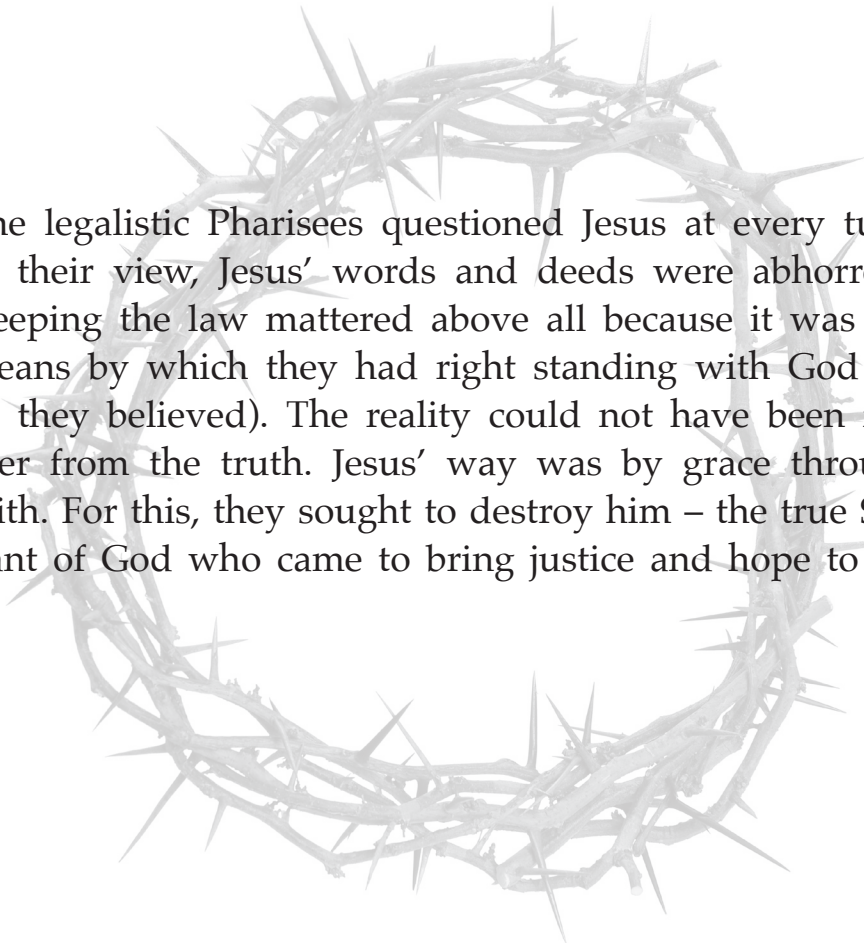 he legalistic Pharisees questioned Jesus at every tu
their view, Jesus’ words and deeds were abhorre
eeping the law mattered above all because it was
eans by which they had right standing with God
they believed). The reality could not have been
er from the truth. Jesus’ way was by grace throu
ith. For this, they sought to destroy him – the true S
ant of God who came to bring justice and hope to